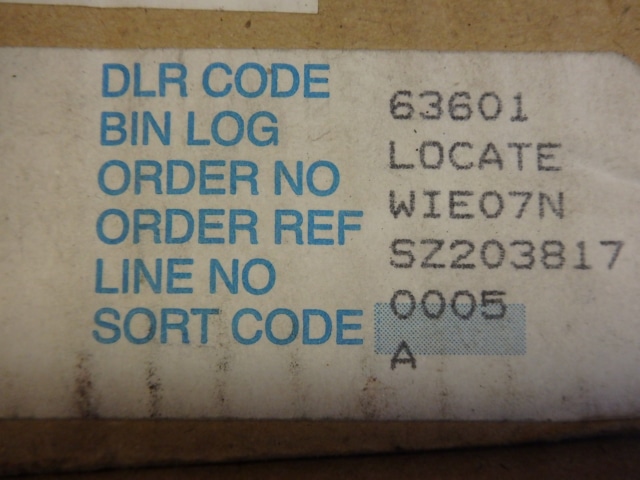 DLR CODE 63601
BIN LOG LOCATE
ORDER NO WIE07N
ORDER REF SZ203817
LINE NO 0005
SORT CODE A